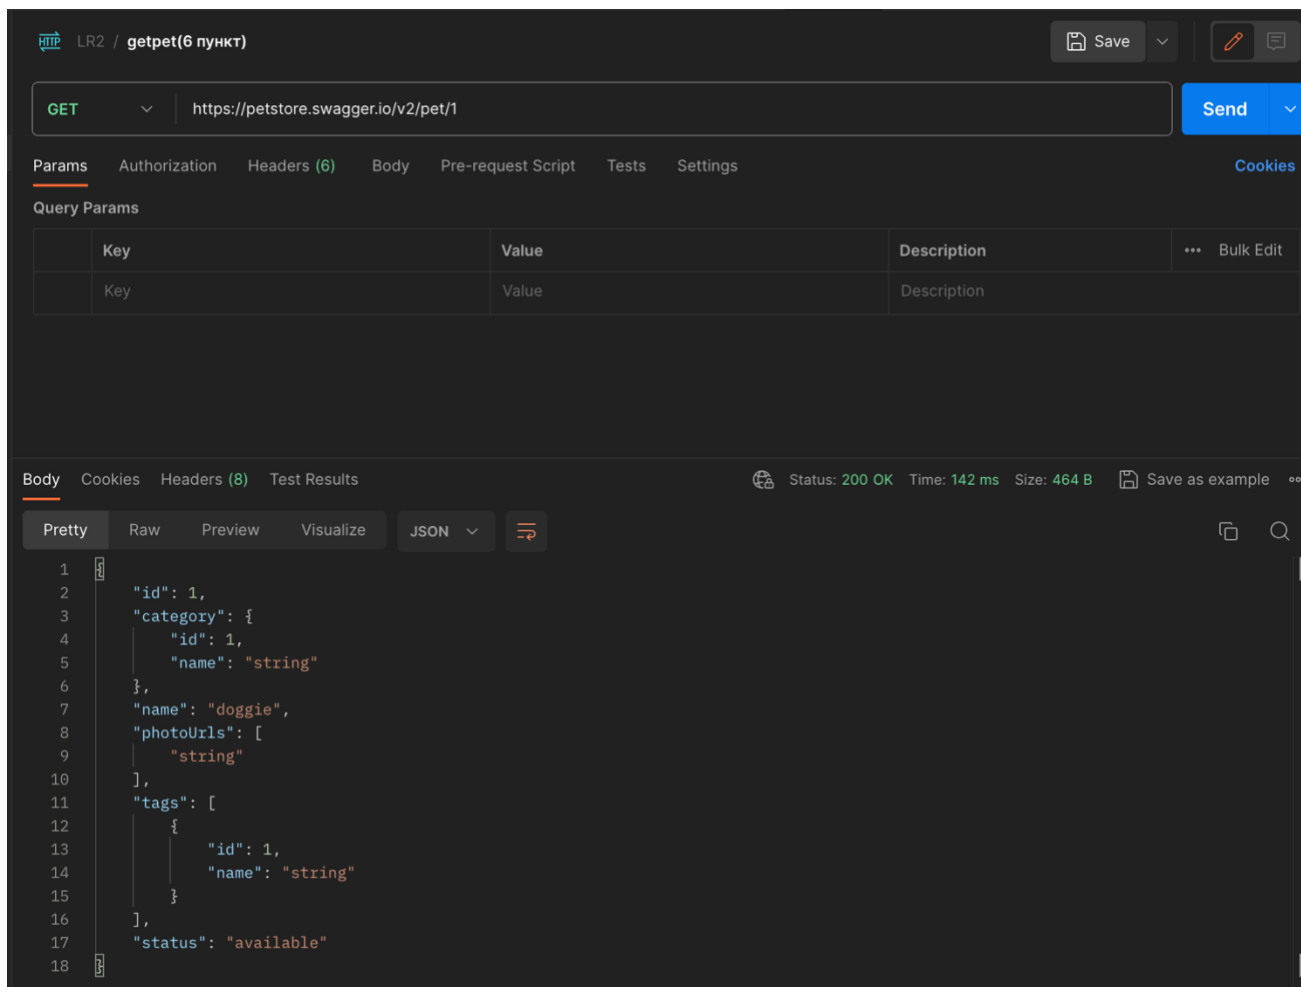 HTTP LR2 / getpet(6 пункт) Save
GET https://petstore.swagger.io/v2/pet/1 Send
Params Authorization Headers (6) Body Pre-request Script Tests Settings Cookies
Query Params
Key Value Description ••• Bulk Edit
Key Value Description
Body Cookies Headers (8) Test Results Status: 200 OK Time: 142 ms Size: 464 B Save as example
Pretty Raw Preview Visualize JSON
1 {
2 "id": 1,
3 "category": {
4 "id": 1,
5 "name": "string"
6 },
7 "name": "doggie",
8 "photoUrls": [
9 "string"
10 ],
11 "tags": [
12 {
13 "id": 1,
14 "name": "string"
15 }
16 ],
17 "status": "available"
18 }